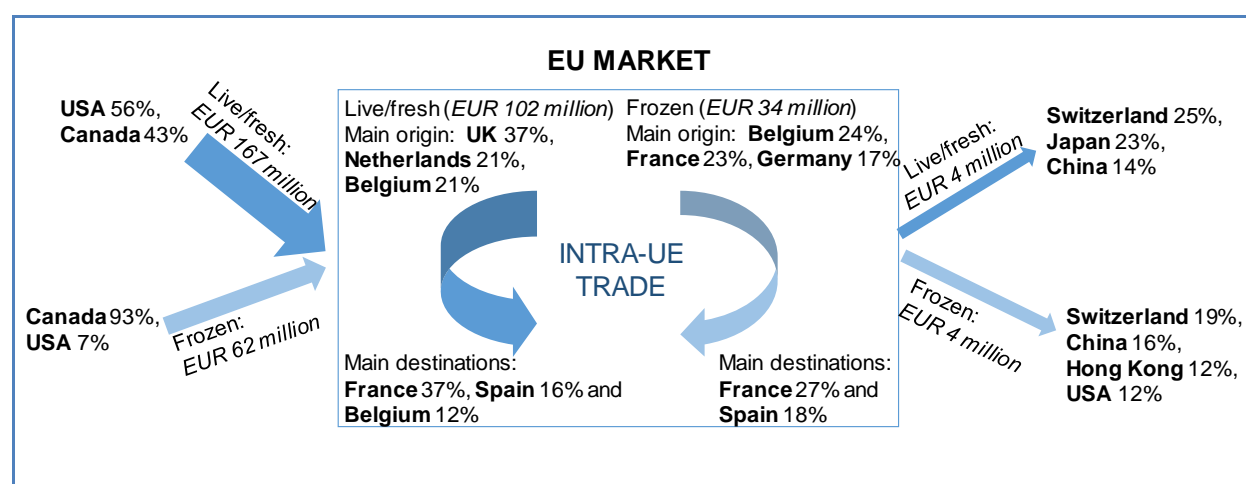 EU MARKET
USA 56%,
Canada 43%
Live/fresh:
EUR 167 million
Canada 93%,
USA 7%
Frozen:
EUR 62 million
Live/fresh (EUR 102 million)
Main origin: UK 37%,
Netherlands 21%,
Belgium 21%
Frozen (EUR 34 million)
Main origin: Belgium 24%,
France 23%, Germany 17%
INTRA-UE
TRADE
Main destinations:
France 37%, Spain 16% and
Belgium 12%
Main destinations:
France 27% and
Spain 18%
Live/fresh:
EUR 4 million
Switzerland 25%,
Japan 23%,
China 14%
Frozen:
EUR 4 million
Switzerland 19%,
China 16%,
Hong Kong 12%,
USA 12%